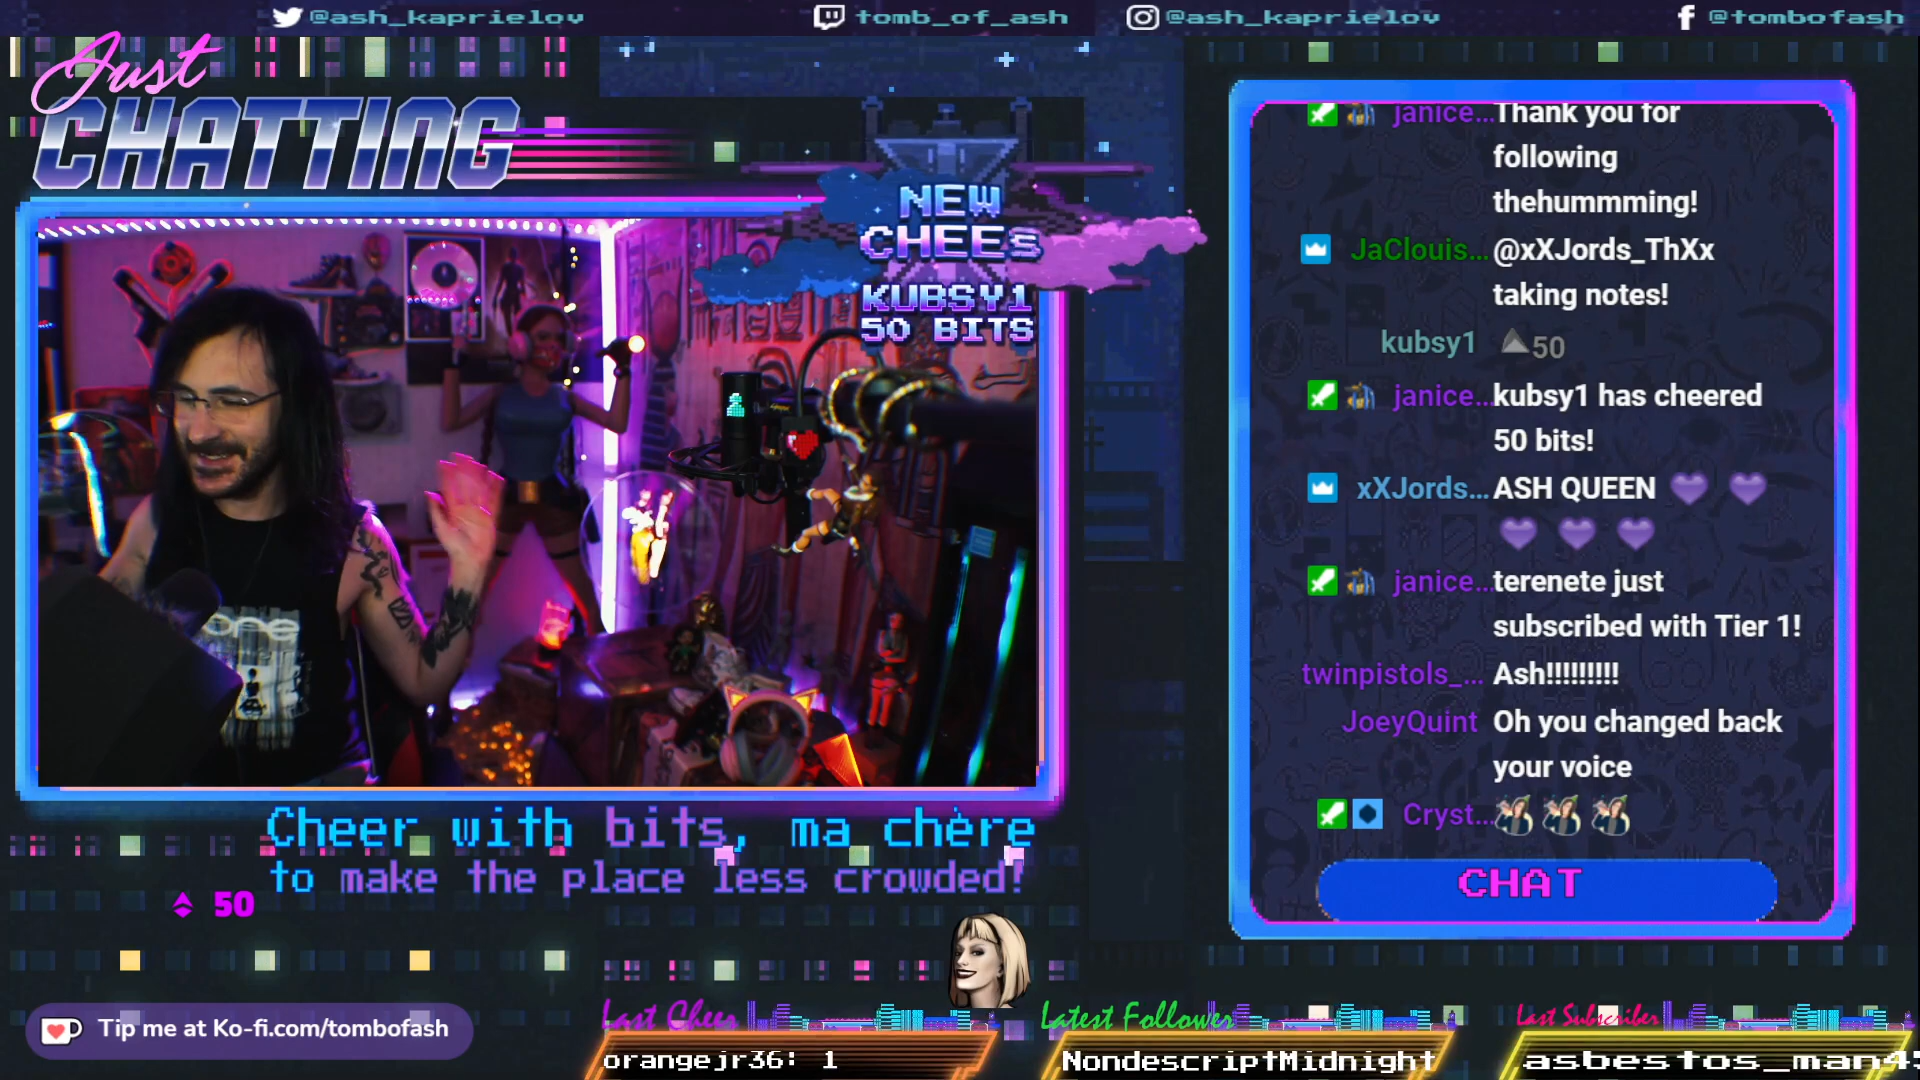 @ash_kaprielov
tomb_of_ash
@ash_kaprielov
@tombofash
Just
CHATTING
NEW
CHEEs
KUBSY1
50 BITS
one
Cheer with bits, ma chère
to make the place less crowded!
50
Tip me at Ko-fi.com/tombofash
Last Cheer
orangejr36: 1
Latest Follower
NondescriptMidnight
Last Subscriber
asbestos_man45
janice... Thank you for
following
thehummming!
JaClouis... @xXJords_ThXx
taking notes!
kubsy1 50
janice... kubsy1 has cheered
50 bits!
xXJords... ASH QUEEN
janice... terenete just
subscribed with Tier 1!
twinpistols_... Ash!!!!!!!!!
JoeyQuint Oh you changed back
your voice
Cryst...
CHAT